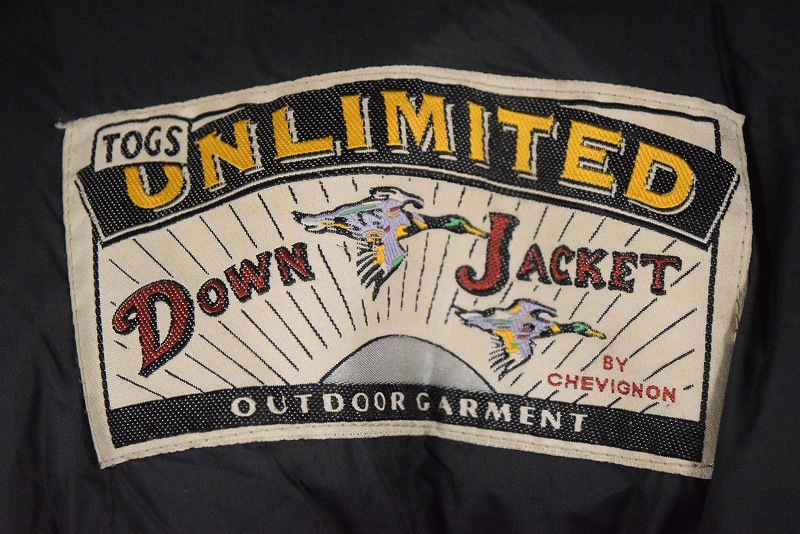 TOGS
UNLIMITED
DOWN JACKET
BY
CHEVIGNON
OUTDOOR GARMENT